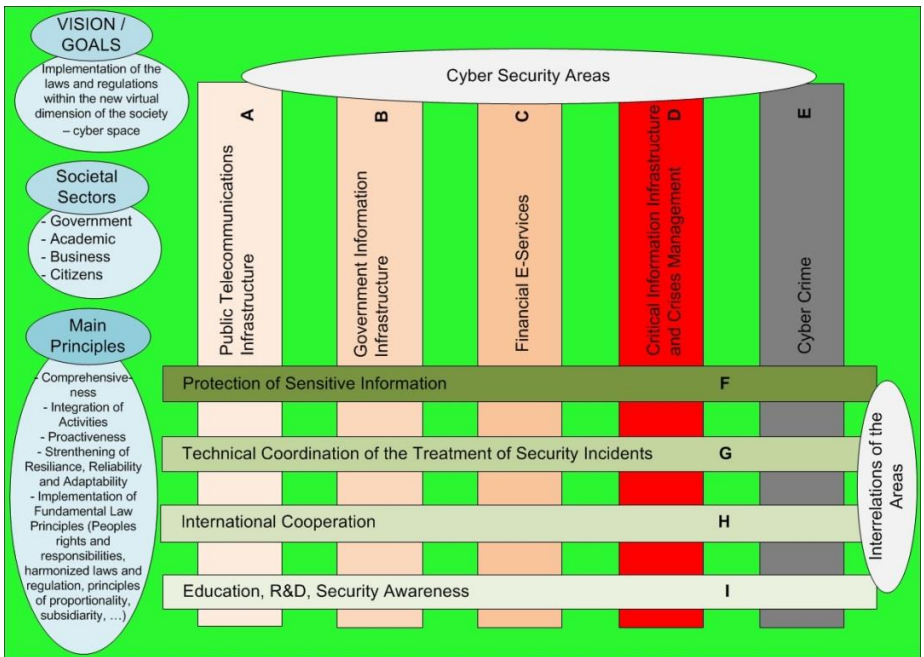 VISION /
GOALS
Implementation of the
laws and regulations
within the new virtual
dimension of the society
– cyber space
Societal
Sectors
- Government
- Academic
- Business
- Citizens
Main
Principles
- Comprehensive-
ness
- Integration of
Activities
- Proactiveness
- Strenthening of
Resiliance, Reliability
and Adaptability
- Implementation of
Fundamental Law
Principles (Peoples
rights and
responsibilities,
harmonized laws and
regulation, principles
of proportionality,
subsidiarity, ...)
Cyber Security Areas
A
Public Telecommunications
Infrastructure
B
Government Information
Infrastructure
C
Financial E-Services
D
Critical Information Infrastructure
and Crises Management
E
Cyber Crime
Protection of Sensitive Information F
Technical Coordination of the Treatment of Security Incidents G
International Cooperation H
Education, R&D, Security Awareness I
Interrelations of the
Areas